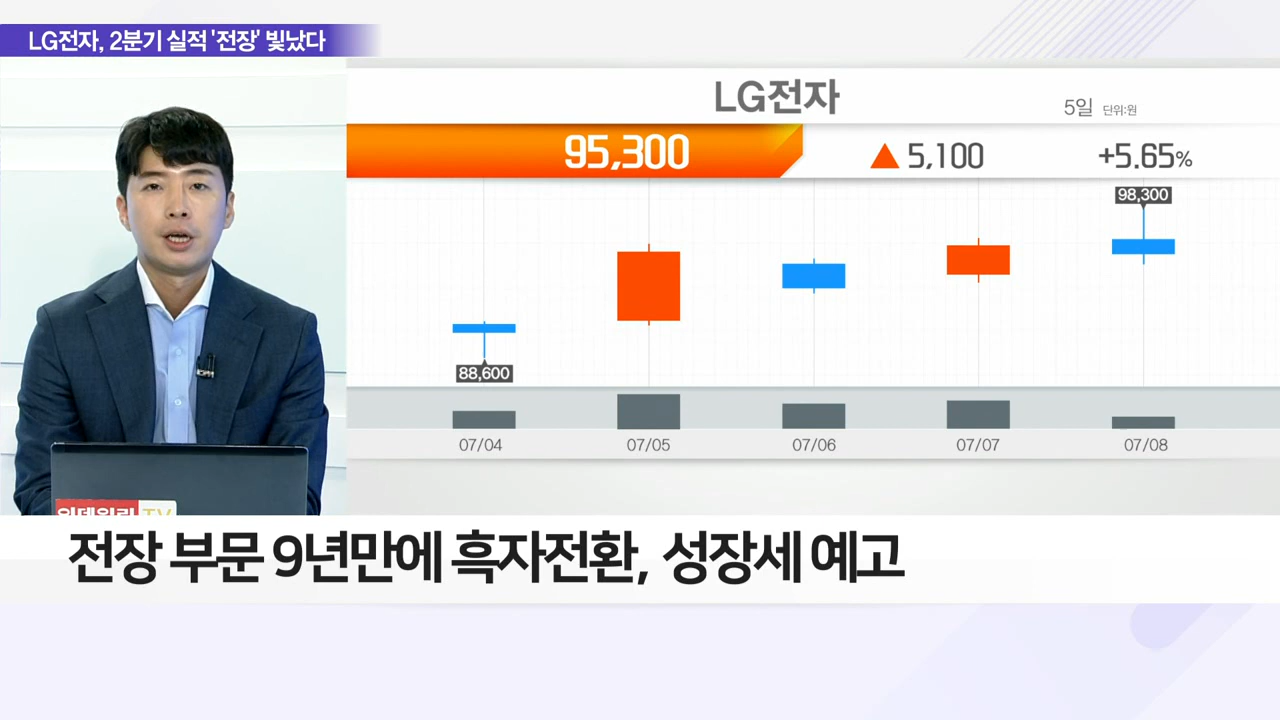 LG전자, 2분기 실적 '전장' 빛났다
LG전자
5일 단위:원
95,300 ▲ 5,100 +5.65%
98,300
88,600
07/04 07/05 07/06 07/07 07/08
TV
전장 부문 9년만에 흑자전환, 성장세 예고